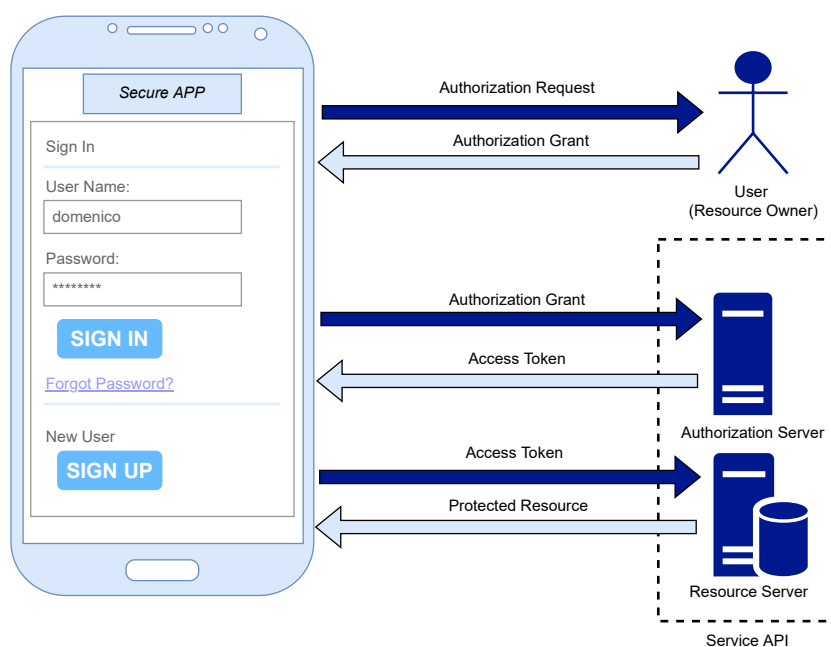 Secure APP
Sign In
User Name:
domenico
Password:
********
SIGN IN
Forgot Password?
New User
SIGN UP
Authorization Request
Authorization Grant
User
(Resource Owner)
Authorization Grant
Access Token
Authorization Server
Access Token
Protected Resource
Resource Server
Service API